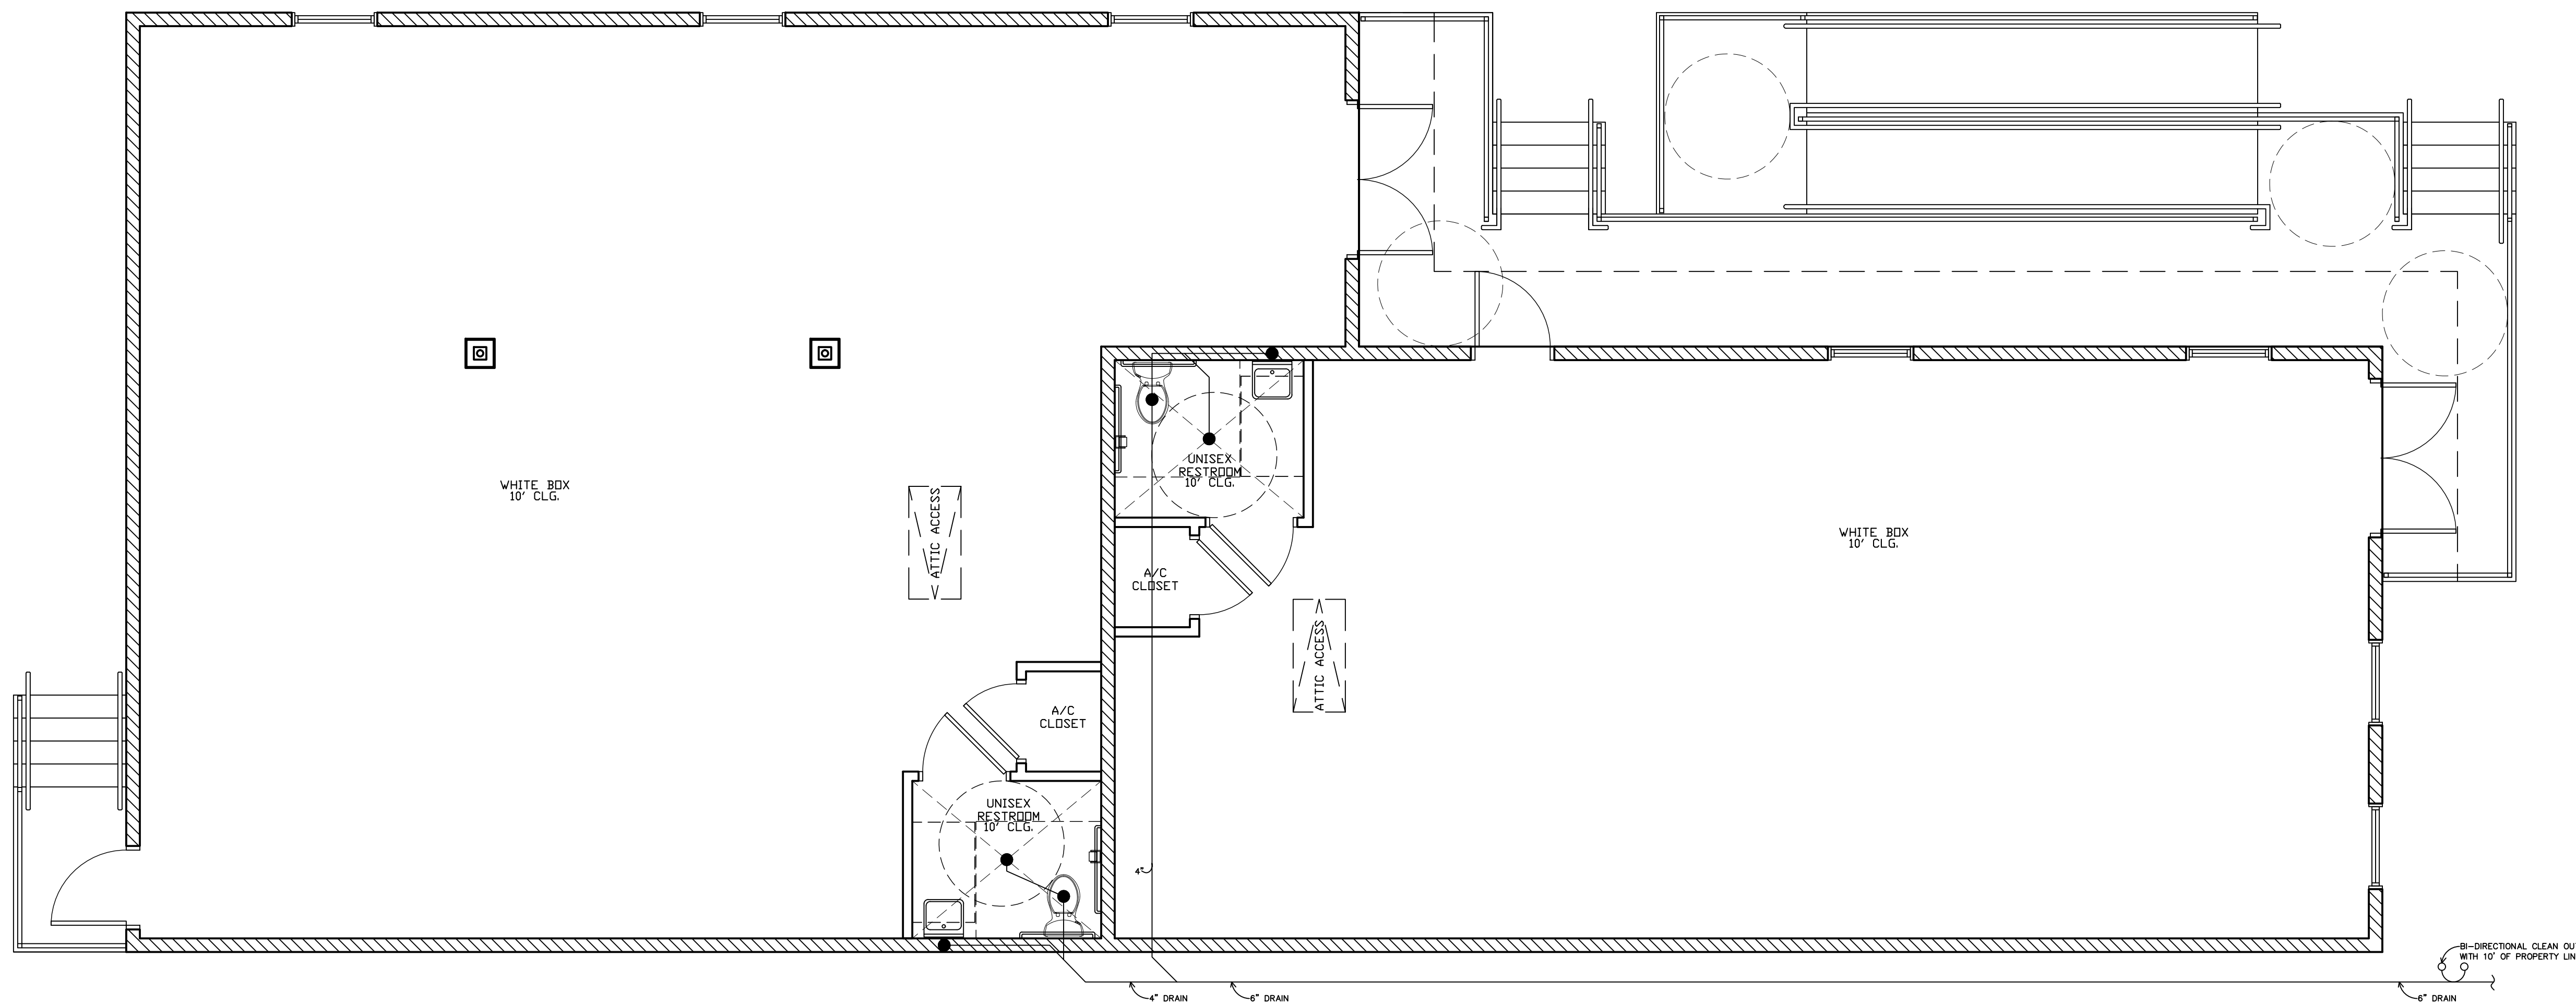 WHITE BOX
10' CLG.
ATTIC ACCESS
UNISEX
RESTROOM
10' CLG.
A/C
CLOSET
WHITE BOX
10' CLG.
ATTIC ACCESS
A/C
CLOSET
UNISEX
RESTROOM
10' CLG.
4"
BI-DIRECTIONAL CLEAN OU
WITH 10' OF PROPERTY LIN
4" DRAIN
6" DRAIN
6" DRAIN